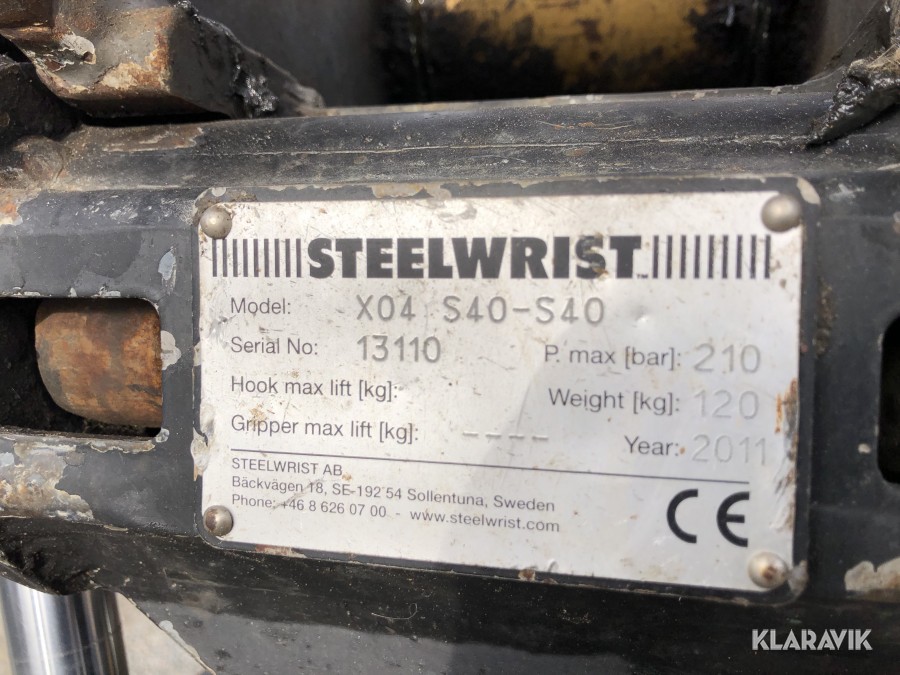 STEELWRIST™
Model: X04 S40-S40
Serial No: 13110 P. max [bar]: 210
Hook max lift [kg]: Weight [kg]: 120
Gripper max lift [kg]: ---- Year: 2011
STEELWRIST AB
Bäckvägen 18, SE-192 54 Sollentuna, Sweden
Phone: +46 8 626 07 00 - www.steelwrist.com
CE
KLARAVIK